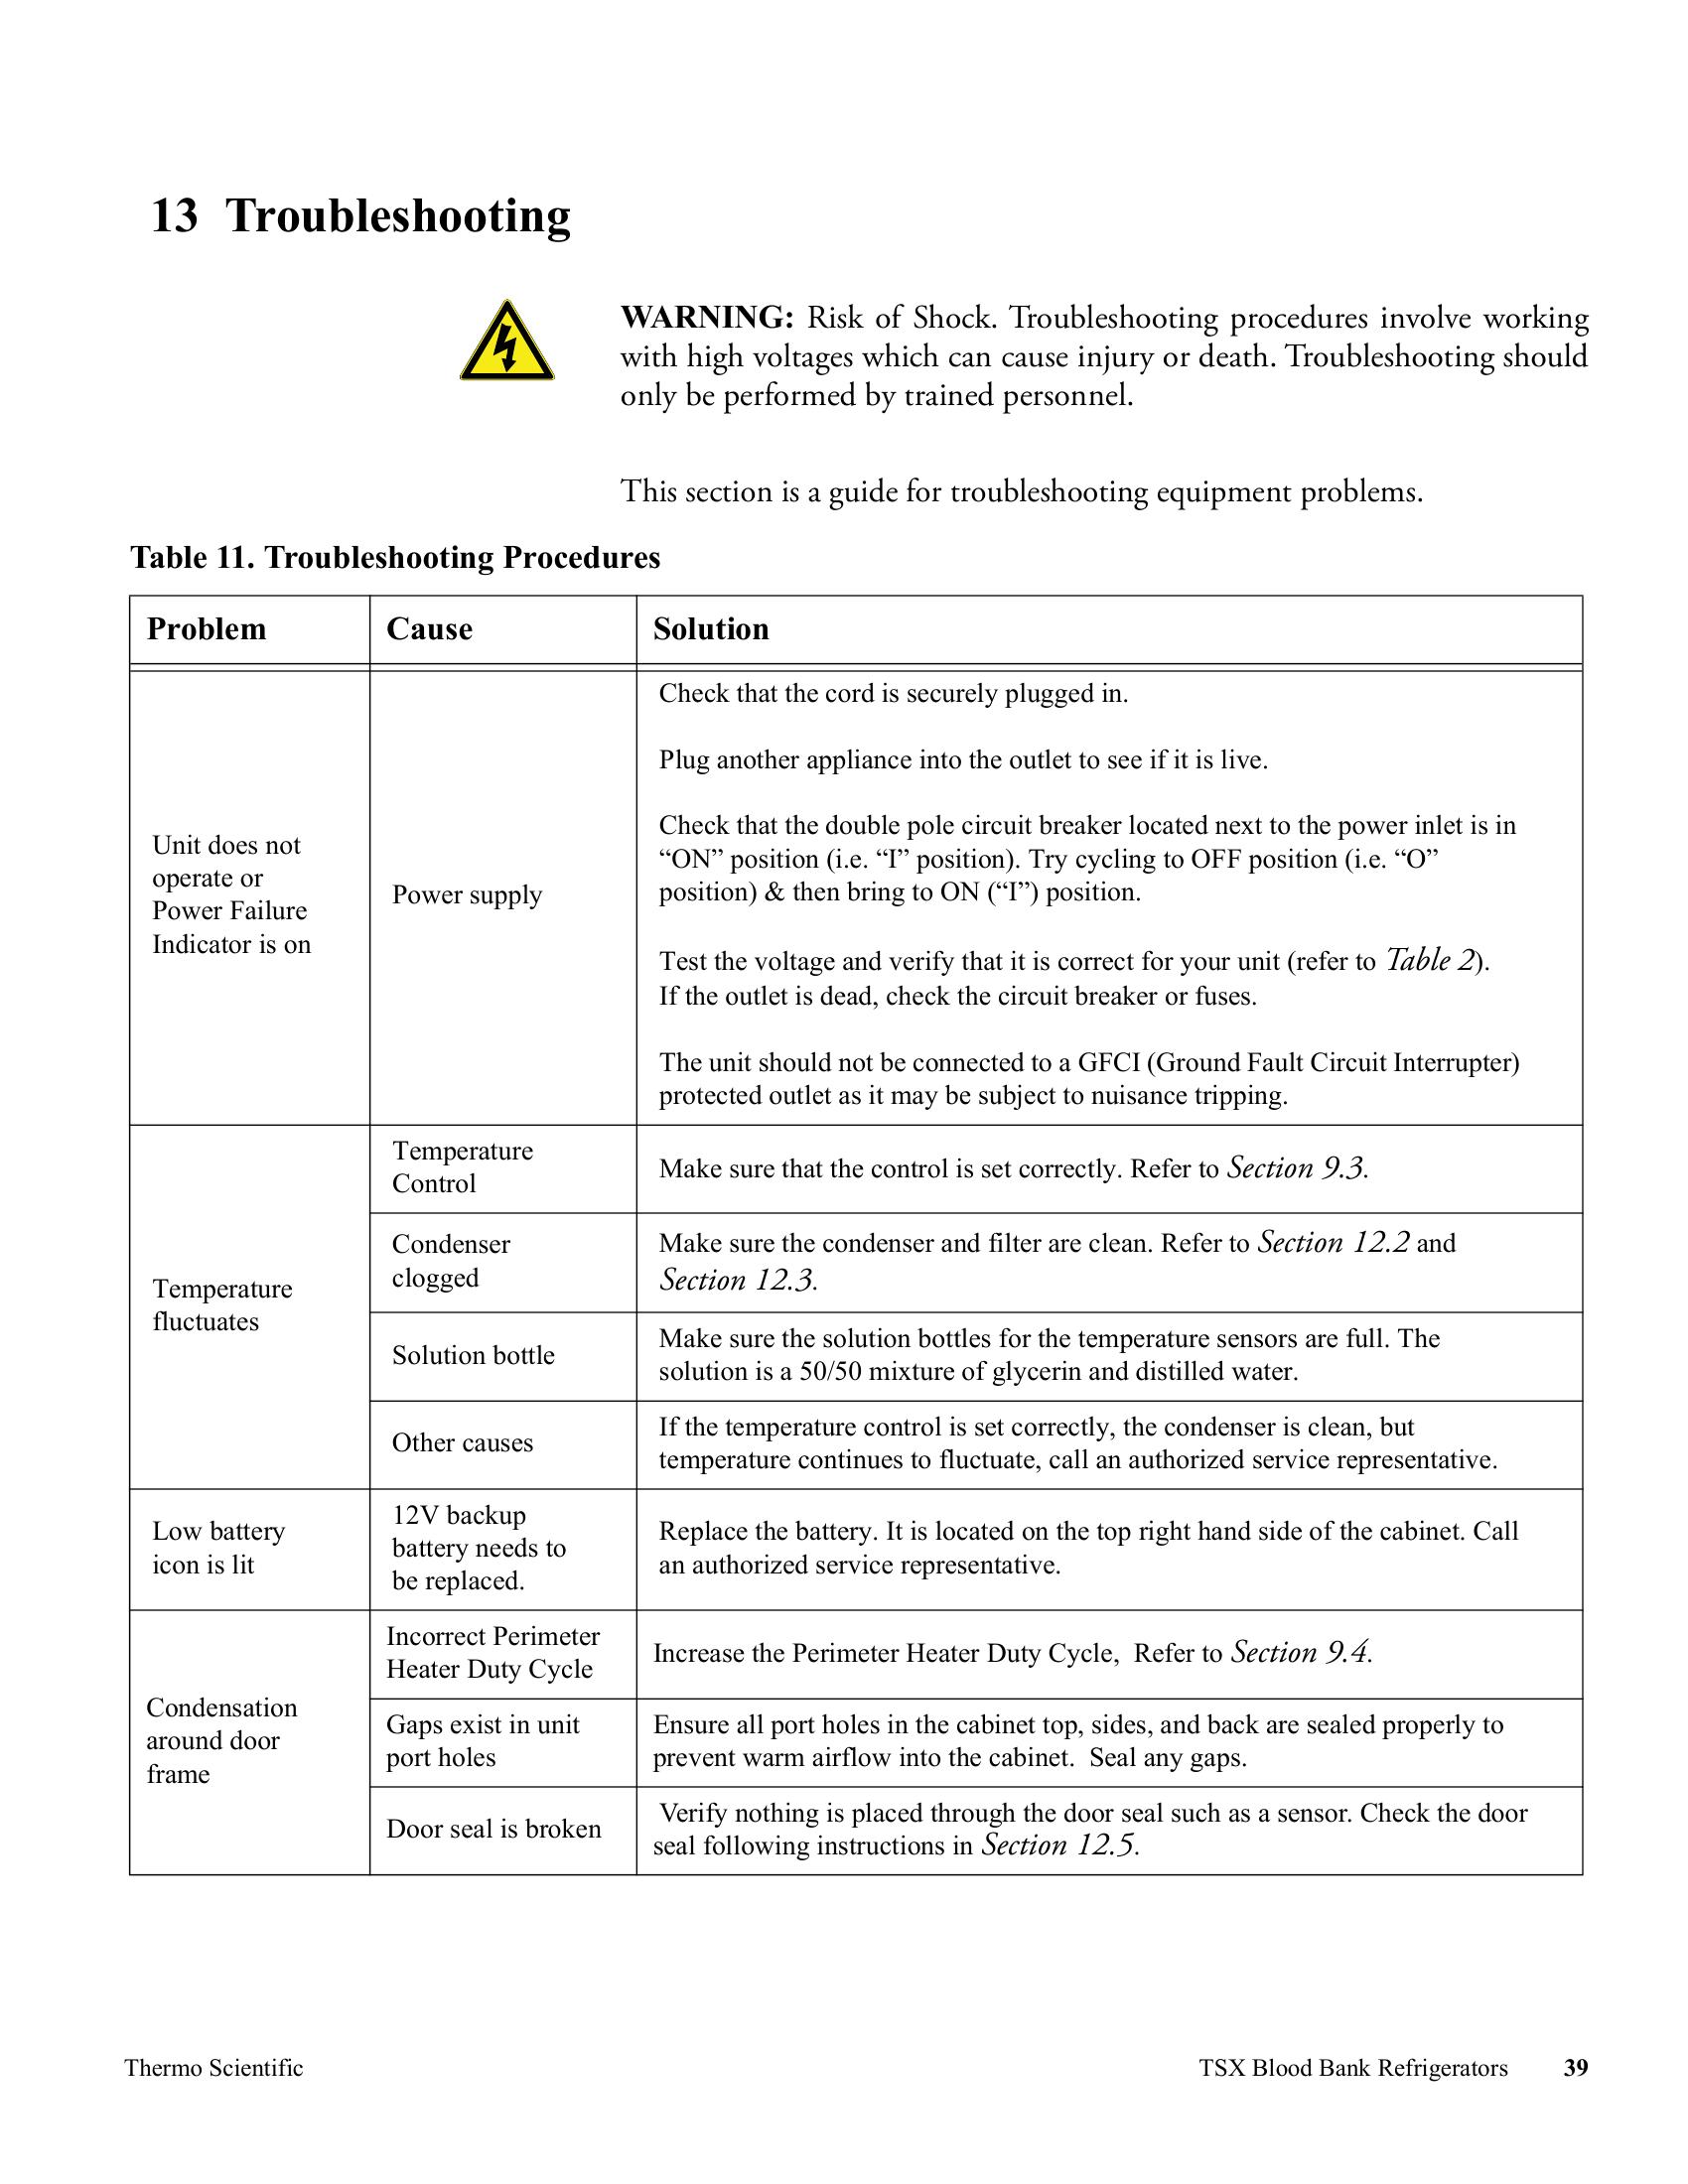 13 Troubleshooting
WARNING: Risk of Shock. Troubleshooting procedures involve working
with high voltages which can cause injury or death. Troubleshooting should
only be performed by trained personnel.
This section is a guide for troubleshooting equipment problems.
Table 11. Troubleshooting Procedures
Problem
Cause
Solution
Unit does not
operate or
Power Failure
Indicator is on
Power supply
Check that the cord is securely plugged in.
Plug another appliance into the outlet to see if it is live.
Check that the double pole circuit breaker located next to the power inlet is in
“ON” position (i.e. “I” position). Try cycling to OFF position (i.e. “O”
position) & then bring to ON (“I”) position.
Test the voltage and verify that it is correct for your unit (refer to Table 2).
If the outlet is dead, check the circuit breaker or fuses.
The unit should not be connected to a GFCI (Ground Fault Circuit Interrupter)
protected outlet as it may be subject to nuisance tripping.
Temperature
fluctuates
Temperature
Control
Make sure that the control is set correctly. Refer to Section 9.3.
Condenser
clogged
Make sure the condenser and filter are clean. Refer to Section 12.2 and
Section 12.3.
Solution bottle
Make sure the solution bottles for the temperature sensors are full. The
solution is a 50/50 mixture of glycerin and distilled water.
Other causes
If the temperature control is set correctly, the condenser is clean, but
temperature continues to fluctuate, call an authorized service representative.
Low battery
icon is lit
12V backup
battery needs to
be replaced.
Replace the battery. It is located on the top right hand side of the cabinet. Call
an authorized service representative.
Condensation
around door
frame
Incorrect Perimeter
Heater Duty Cycle
Increase the Perimeter Heater Duty Cycle,  Refer to Section 9.4.
Gaps exist in unit
port holes
Ensure all port holes in the cabinet top, sides, and back are sealed properly to
prevent warm airflow into the cabinet.  Seal any gaps.
Door seal is broken
Verify nothing is placed through the door seal such as a sensor. Check the door
seal following instructions in Section 12.5.
Thermo Scientific
TSX Blood Bank Refrigerators 39